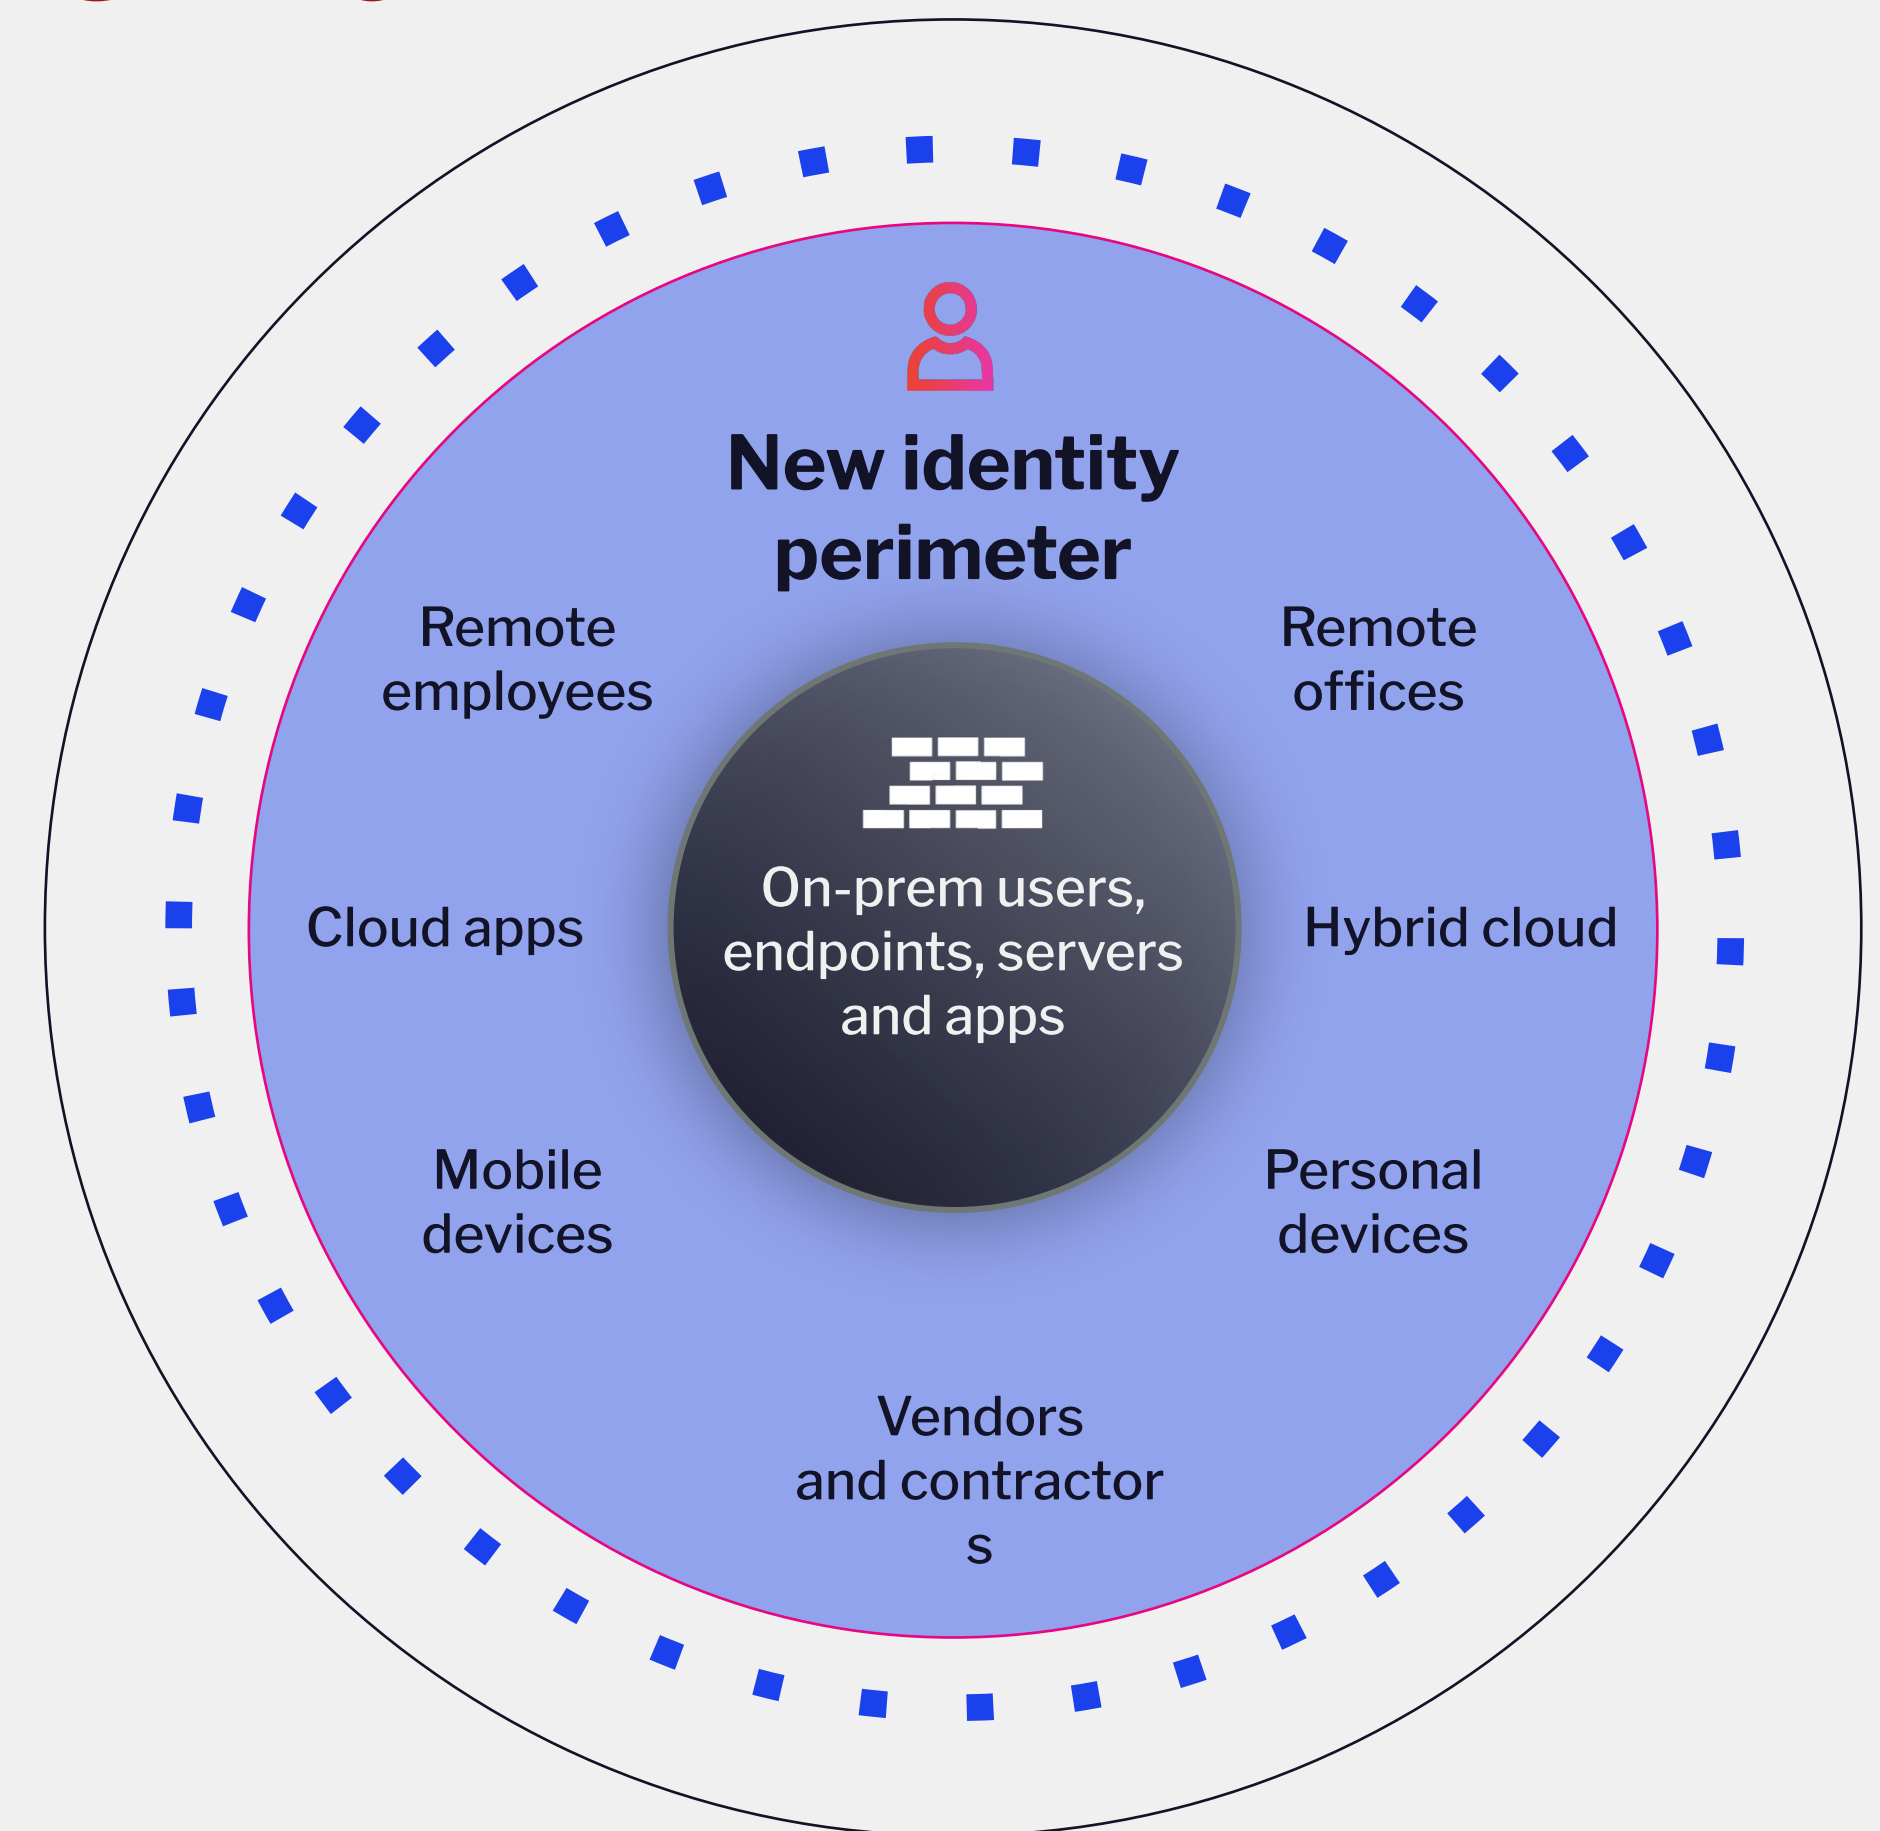 New identity
perimeter
Remote
employees
Remote
offices
On-prem users,
endpoints, servers
and apps
Cloud apps
Hybrid cloud
Mobile
devices
Personal
devices
Vendors
and contractor
s